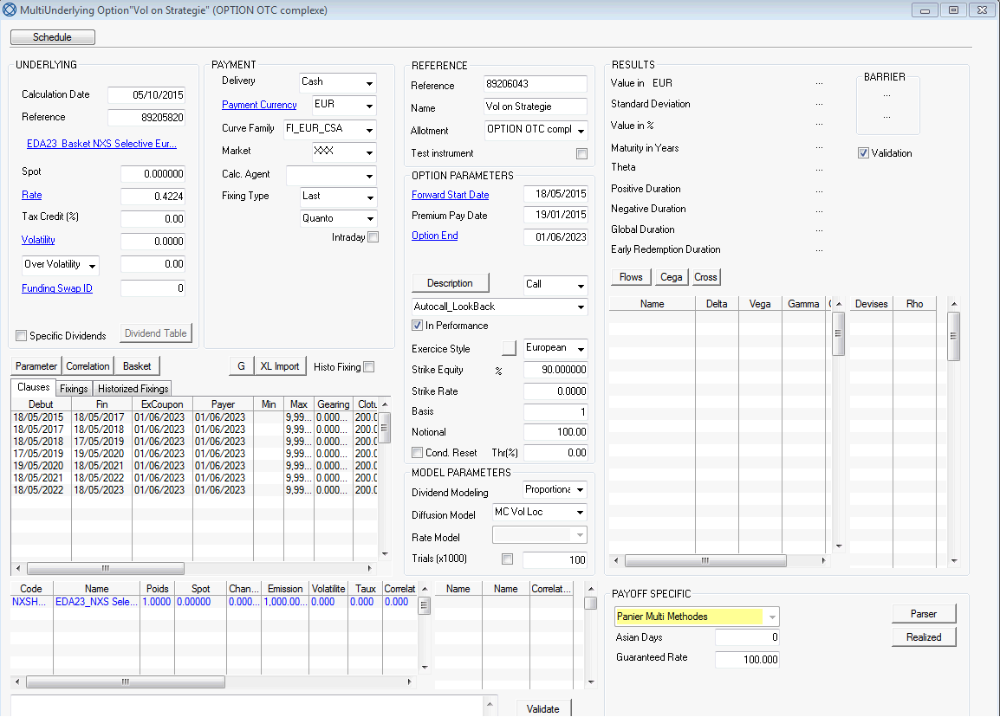 MultiUnderlying Option"Vol on Strategie" (OPTION OTC complexe)
Schedule
UNDERLYING
Calculation Date 05/10/2015
Reference 89205820
EDA23_Basket NXS Selective Eur...
Spot 0.000000
Rate 0.4224
Tax Credit (%) 0.00
Volatility 0.0000
Over Volatility 0.00
Funding Swap ID 0
Specific Dividends Dividend Table
PAYMENT
Delivery Cash
Payment Currency EUR
Curve Family FI_EUR_CSA
Market XXX
Calc. Agent
Fixing Type Last
Quanto
Intraday
REFERENCE
Reference 89206043
Name Vol on Strategie
Allotment OPTION OTC compl
Test instrument
OPTION PARAMETERS
Forward Start Date 18/05/2015
Premium Pay Date 19/01/2015
Option End 01/06/2023
Description Call
Autocall_LookBack
In Performance
Exercice Style European
Strike Equity % 90.000000
Strike Rate 0.0000
Basis 1
Notional 100.00
Cond. Reset Thr(%) 0.00
MODEL PARAMETERS
Dividend Modeling Proportiona
Diffusion Model MC Vol Loc
Rate Model
Trials (x1000) 100
RESULTS
Value in EUR ...
Standard Deviation ...
Value in % ...
Maturity in Years ...
Theta ...
Positive Duration ...
Negative Duration ...
Global Duration ...
Early Redemption Duration ...
BARRIER
...
...
Validation
Flows Cega Cross
Name Delta Vega Gamma Devises Rho
Parameter Correlation Basket G XL Import Histo Fixing
Clauses Fixings Historized Fixings
Debut Fin ExCoupon Payer Min Max Gearing Clotu
18/05/2015 18/05/2017 01/06/2023 01/06/2023 9,99... 0.000... 200.0
18/05/2017 18/05/2018 01/06/2023 01/06/2023 9,99... 0.000... 200.0
18/05/2018 17/05/2019 01/06/2023 01/06/2023 9,99... 0.000... 200.0
17/05/2019 19/05/2020 01/06/2023 01/06/2023 9,99... 0.000... 200.0
19/05/2020 18/05/2021 01/06/2023 01/06/2023 9,99... 0.000... 200.0
18/05/2021 18/05/2022 01/06/2023 01/06/2023 9,99... 0.000... 200.0
18/05/2022 18/05/2023 01/06/2023 01/06/2023 9,99... 0.000... 200.0
Code Name Poids Spot Chan... Emission Volatilite Taux Correlat
NXSH... EDA23_NXS Sele... 1.0000 0.00000 0.000... 1,000.00... 0.000 0.000 0.000
Name Name Correlat...
PAYOFF SPECIFIC
Panier Multi Methodes Parser
Asian Days 0 Realized
Guaranteed Rate 100.000
Validate